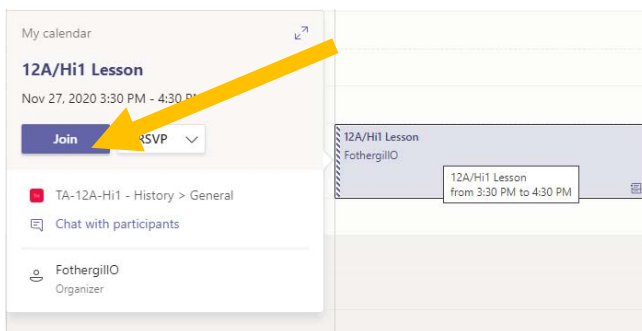 My calendar
12A/Hi1 Lesson
Nov 27, 2020 3:30 PM - 4:30
Join RSVP
TA-12A-Hi1 - History > General
Chat with participants
FothergillO
Organizer
12A/Hi1 Lesson
FothergillO
12A/Hi1 Lesson
from 3:30 PM to 4:30 PM